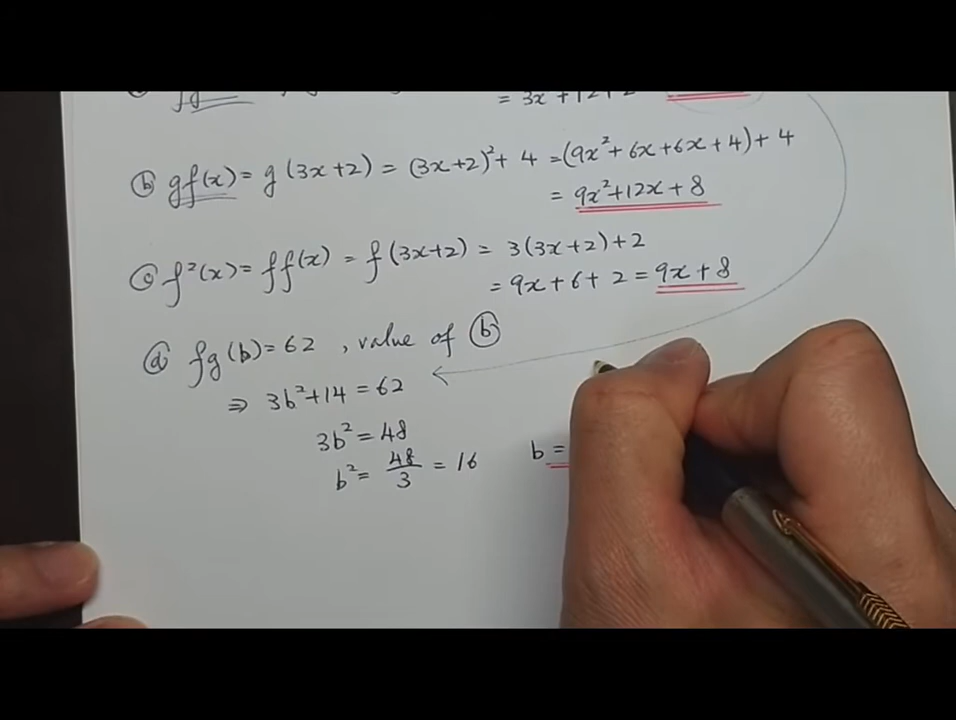 = 3x²+12+2
ⓑ gf(x) = g(3x+2) = (3x+2)²+4 = (9x²+6x+6x+4)+4
= 9x²+12x+8
ⓒ f²(x) = ff(x) = f(3x+2) = 3(3x+2)+2
= 9x+6+2 = 9x+8
ⓓ fg(b)=62 , value of ⓑ
⇒ 3b²+14 = 62
3b² = 48
b² = 48/3 = 16 b =